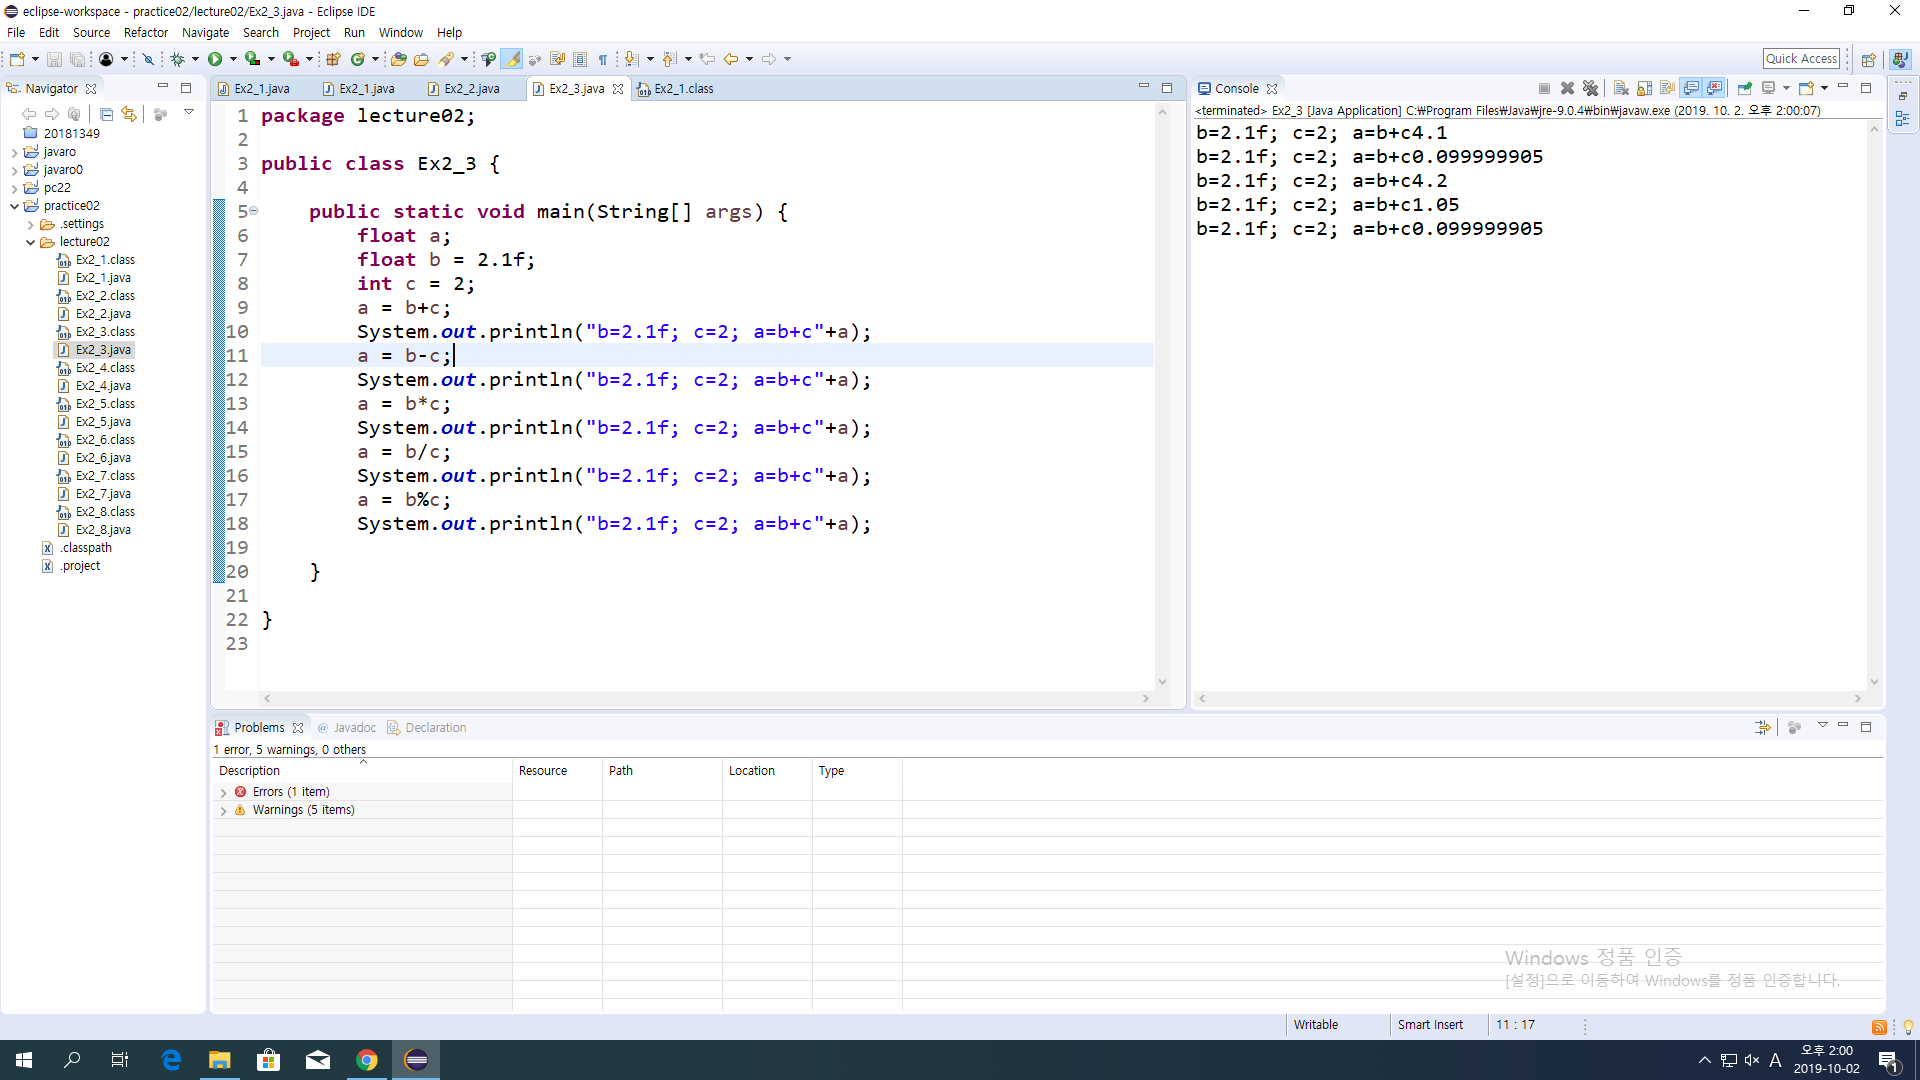 eclipse-workspace - practice02/lecture02/Ex2_3.java - Eclipse IDE
File Edit Source Refactor Navigate Search Project Run Window Help
Quick Access
Navigator
20181349
javaro
javaro0
pc22
practice02
.settings
lecture02
Ex2_1.class
Ex2_1.java
Ex2_2.class
Ex2_2.java
Ex2_3.class
Ex2_3.java
Ex2_4.class
Ex2_4.java
Ex2_5.class
Ex2_5.java
Ex2_6.class
Ex2_6.java
Ex2_7.class
Ex2_7.java
Ex2_8.class
Ex2_8.java
.classpath
.project
Ex2_1.java Ex2_1.java Ex2_2.java Ex2_3.java Ex2_1.class
1 package lecture02;
2
3 public class Ex2_3 {
4
5 public static void main(String[] args) {
6 float a;
7 float b = 2.1f;
8 int c = 2;
9 a = b+c;
10 System.out.println("b=2.1f; c=2; a=b+c"+a);
11 a = b-c;
12 System.out.println("b=2.1f; c=2; a=b+c"+a);
13 a = b*c;
14 System.out.println("b=2.1f; c=2; a=b+c"+a);
15 a = b/c;
16 System.out.println("b=2.1f; c=2; a=b+c"+a);
17 a = b%c;
18 System.out.println("b=2.1f; c=2; a=b+c"+a);
19
20 }
21
22 }
23
Console
<terminated> Ex2_3 [Java Application] C:₩Program Files₩Java₩jre-9.0.4₩bin₩javaw.exe (2019. 10. 2. 오후 2:00:07)
b=2.1f; c=2; a=b+c4.1
b=2.1f; c=2; a=b+c0.099999905
b=2.1f; c=2; a=b+c4.2
b=2.1f; c=2; a=b+c1.05
b=2.1f; c=2; a=b+c0.099999905
Problems @ Javadoc Declaration
1 error, 5 warnings, 0 others
Description Resource Path Location Type
Errors (1 item)
Warnings (5 items)
Windows 정품 인증
[설정]으로 이동하여 Windows를 정품 인증합니다.
Writable Smart Insert 11 : 17
A
오후 2:00
2019-10-02
1